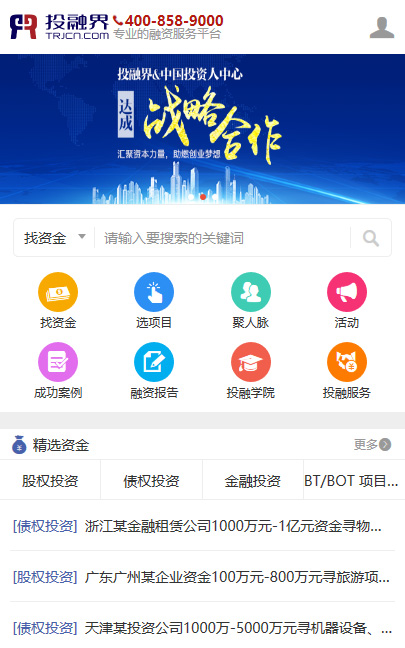 投融界
TRJCN.COM
400-858-9000
专业的融资服务平台
投融界&中国投资人中心
达成
战略合作
汇聚资本力量，助燃创业梦想
找资金
请输入要搜索的关键词
找资金 选项目 聚人脉 活动
成功案例 融资报告 投融学院 投融服务
精选资金 更多
股权投资 债权投资 金融投资 BT/BOT 项目...
[债权投资] 浙江某金融租赁公司1000万元-1亿元资金寻物...
[股权投资] 广东广州某企业资金100万元-800万元寻旅游项...
[债权投资] 天津某投资公司1000万-5000万元寻机器设备、...